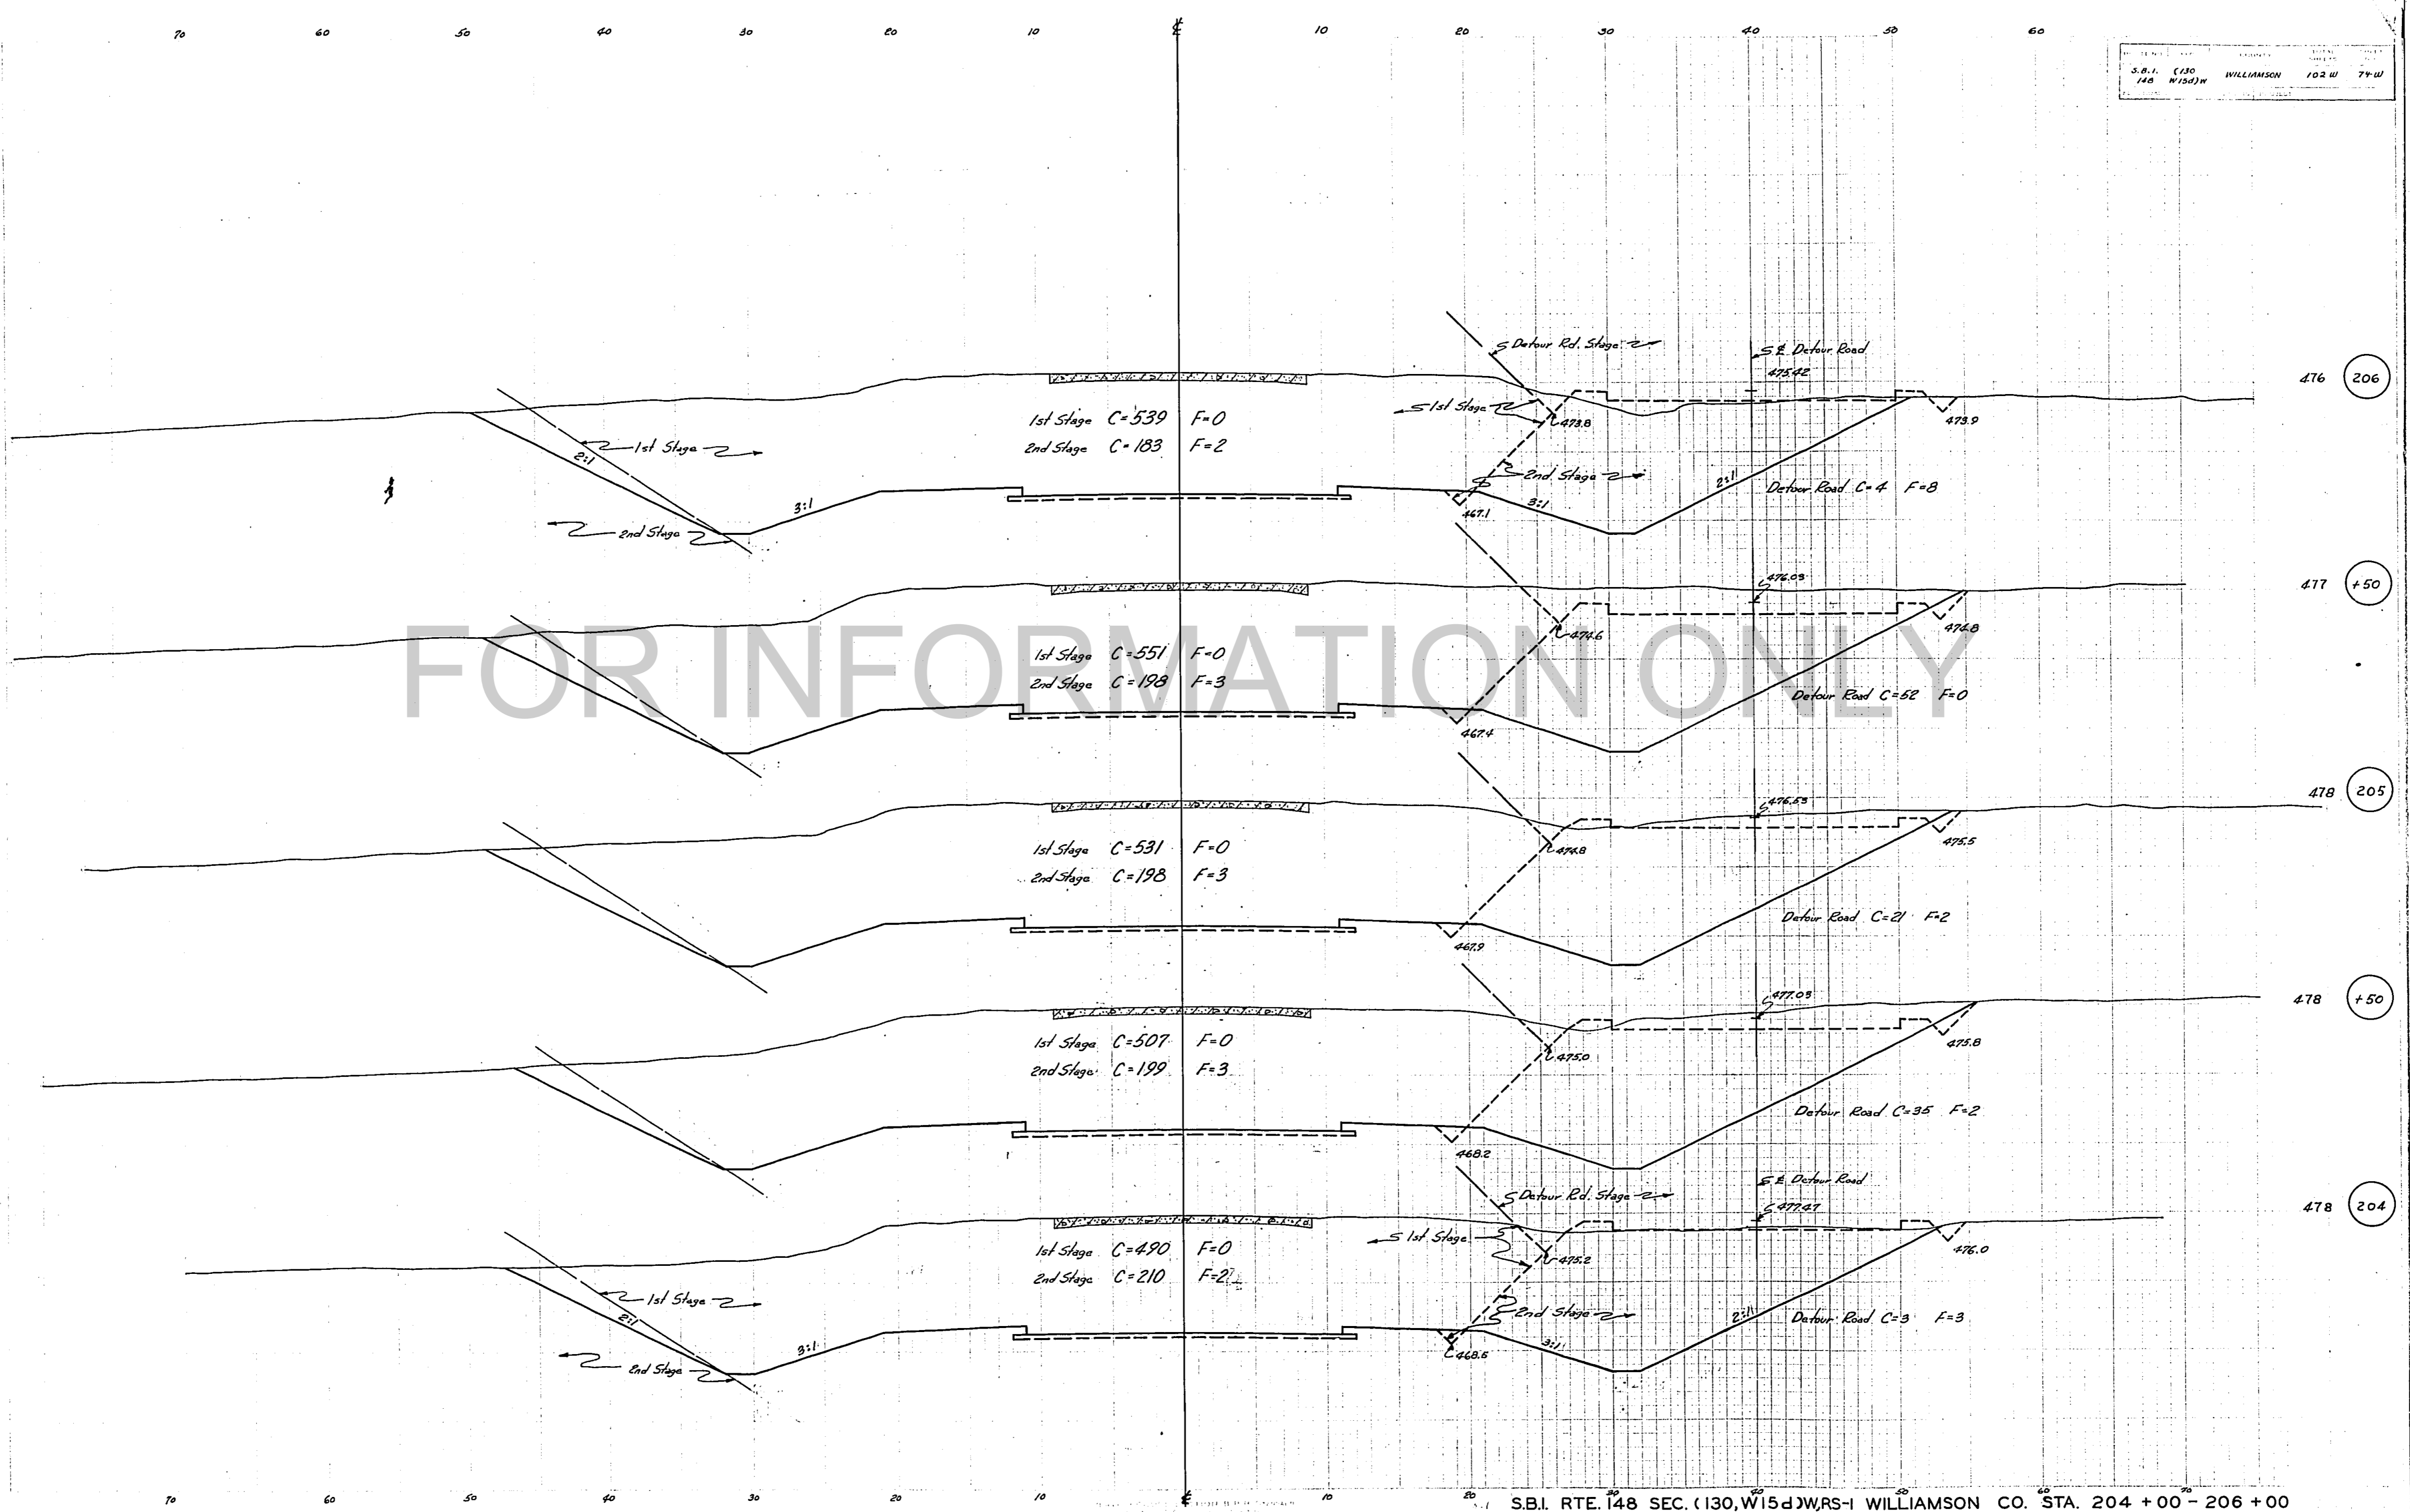 70 60 50 40 30 20 10 ℄ 10 20 30 40 50 60
S.B.I. (130 WILLIAMSON 102 W 74-W
148 W15d)W
Detour Rd. Stage
℄ Detour Road
475.42
476 206
1st Stage C=539 F=0
1st Stage
473.8
473.9
2nd Stage C=183 F=2
1st Stage
2:1
2nd Stage
2:1
Detour Road C=4 F=8
3:1
3:1
467.1
2nd Stage
476.03
477 +50
FOR INFORMATION ONLY
474.6
474.8
1st Stage C=551 F=0
2nd Stage C=198 F=3
Detour Road C=52 F=0
467.4
478 205
476.53
1st Stage C=531 F=0
474.8
475.5
2nd Stage C=198 F=3
Detour Road C=21 F=2
467.9
477.03
478 +50
1st Stage C=507 F=0
475.0
475.8
2nd Stage C=199 F=3
Detour Road C=35 F=2
468.2
℄ Detour Road
Detour Rd. Stage
477.47
478 204
1st Stage
1st Stage C=490 F=0
475.2
476.0
2nd Stage C=210 F=2
1st Stage
2nd Stage
2:1
2:1
Detour Road C=3 F=3
3:1
3:1
468.6
2nd Stage
70 60 50 40 30 20 10 ℄ 10 20 30 40 50 60 70
S.B.I. RTE. 148 SEC. (130,W15d)W,RS-1 WILLIAMSON CO. STA. 204 +00 - 206 +00